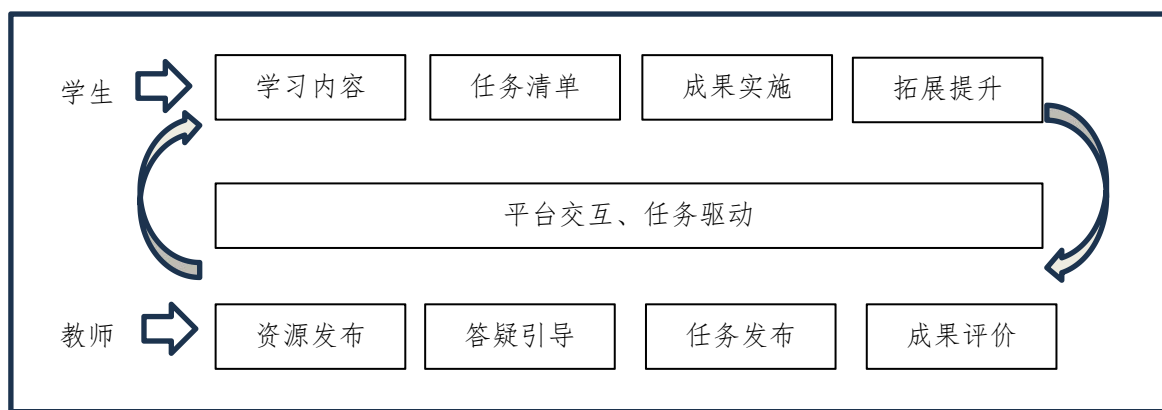 学生
学习内容
任务清单
成果实施
拓展提升
平台交互、任务驱动
教师
资源发布
答疑引导
任务发布
成果评价